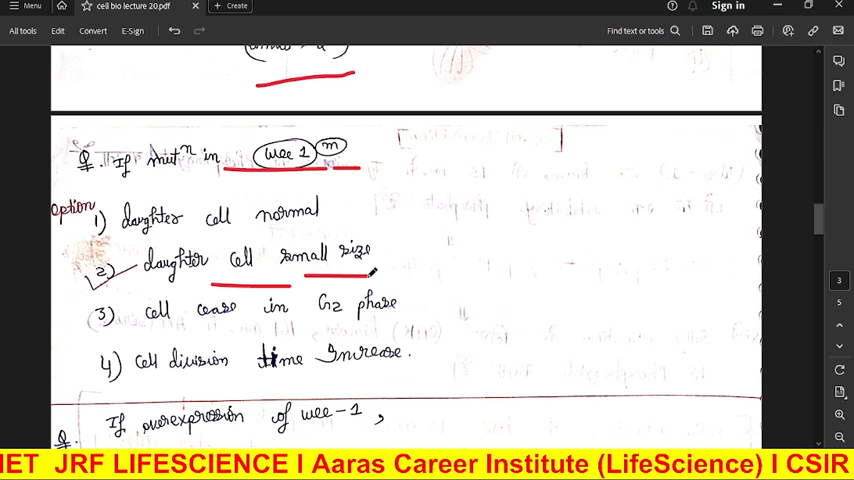 Menu
cell bio lecture 20.pdf
+ Create
Sign in
All tools Edit Convert E-Sign
Find text or tools
Q. If mutⁿ in wee 1 m
option
1) daughter cell normal
2) daughter cell small size
3) cell cease in G2 phase
4) cell division time Increase.
Q. If overexpression of wee-1,
3
5
NET JRF LIFESCIENCE I Aaras Career Institute (LifeScience) I CSIR